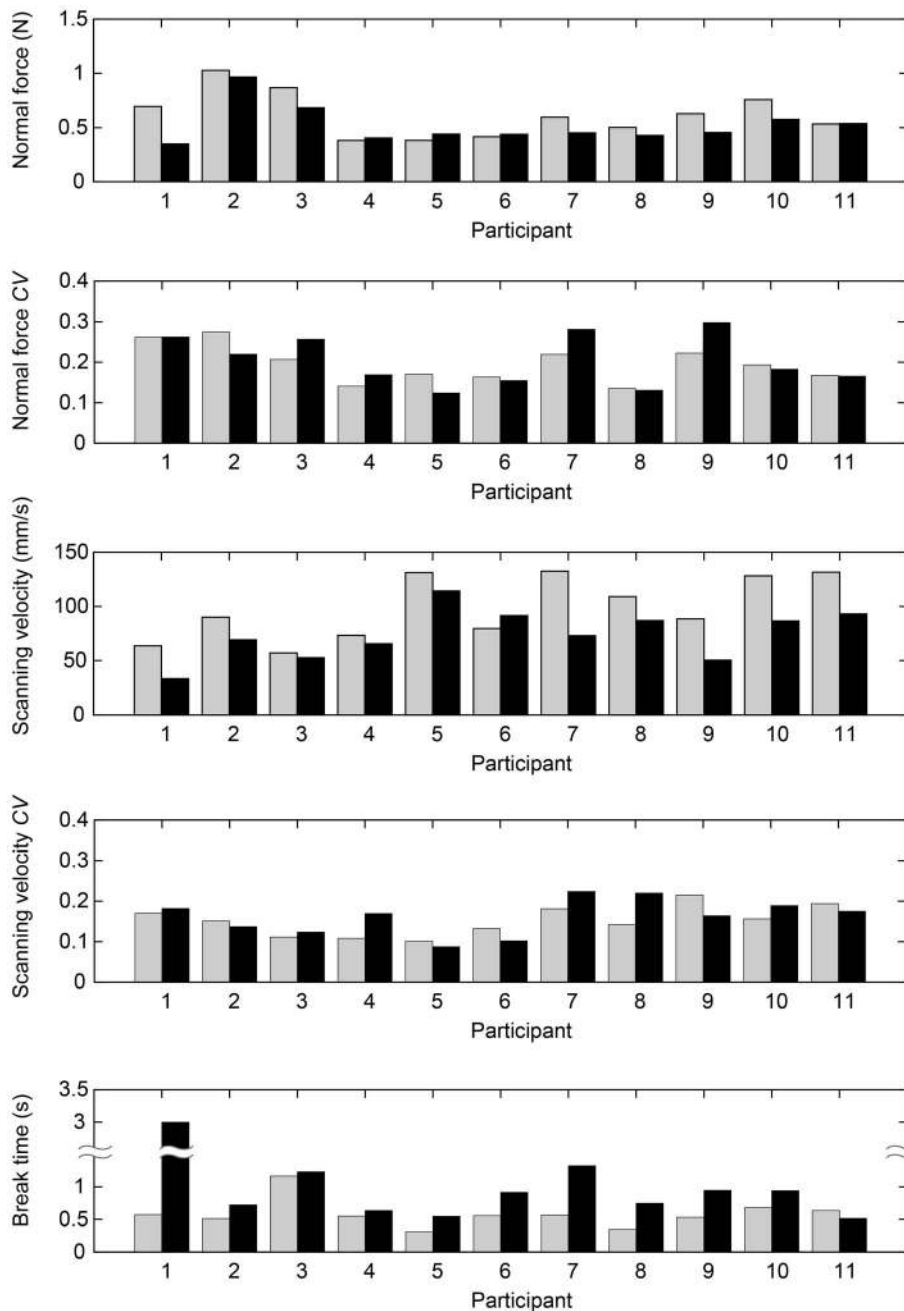 Normal force (N)
1.5
1
0.5
0
1 2 3 4 5 6 7 8 9 10 11
Participant
Normal force CV
0.4
0.3
0.2
0.1
0
1 2 3 4 5 6 7 8 9 10 11
Participant
Scanning velocity (mm/s)
150
100
50
0
1 2 3 4 5 6 7 8 9 10 11
Participant
Scanning velocity CV
0.4
0.3
0.2
0.1
0
1 2 3 4 5 6 7 8 9 10 11
Participant
Break time (s)
3.5
3
1
0.5
0
1 2 3 4 5 6 7 8 9 10 11
Participant